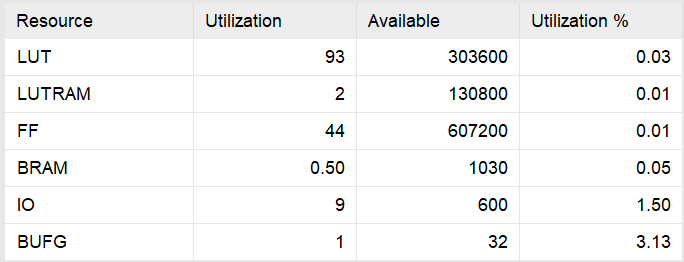 Resource Utilization Available Utilization %
LUT 93 303600 0.03
LUTRAM 2 130800 0.01
FF 44 607200 0.01
BRAM 0.50 1030 0.05
IO 9 600 1.50
BUFG 1 32 3.13